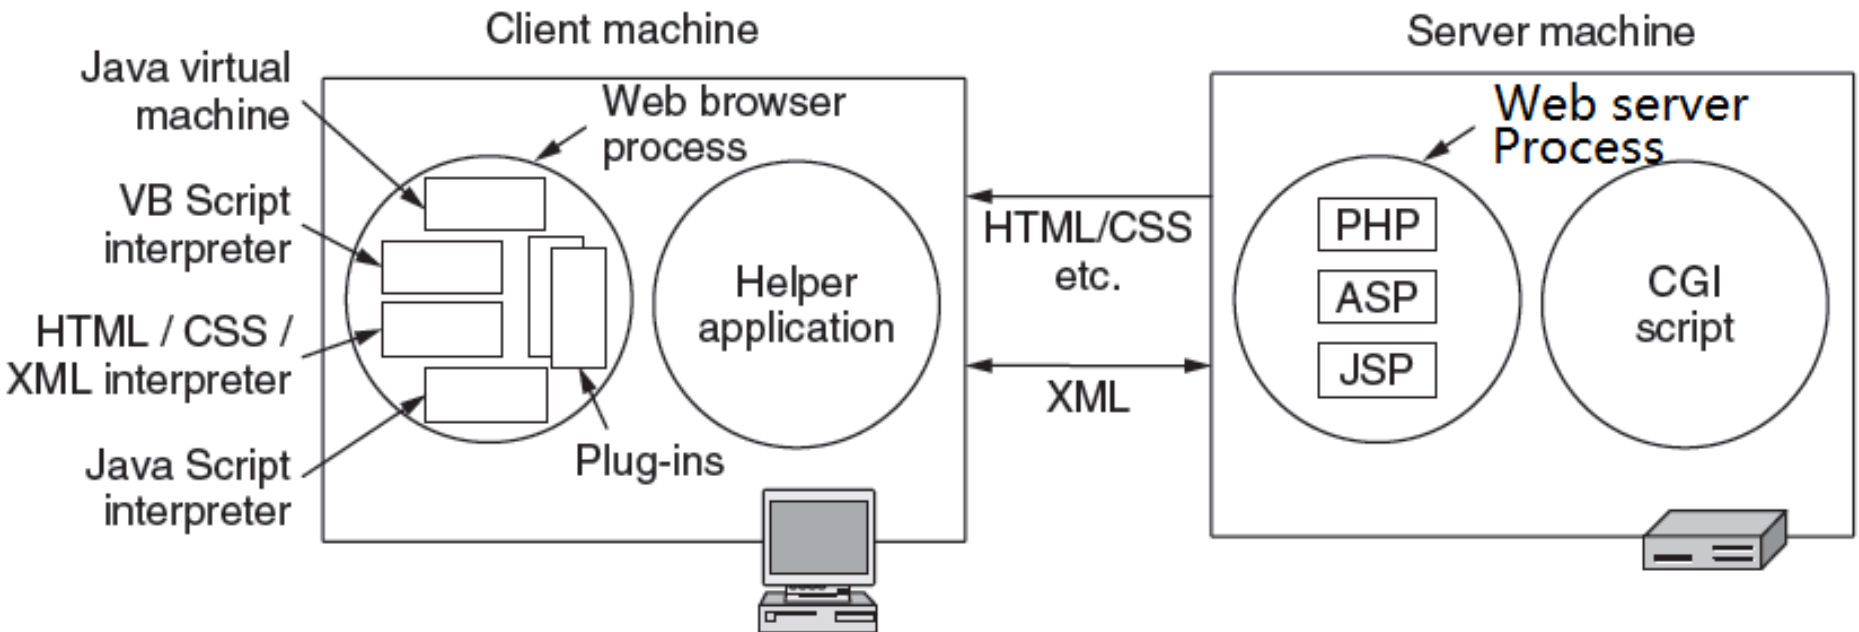 Client machine
Server machine
Java virtual
machine
Web browser
process
Web server
Process
VB Script
interpreter
HTML / CSS /
XML interpreter
Java Script
interpreter
Plug-ins
Helper
application
HTML/CSS
etc.
XML
PHP
ASP
JSP
CGI
script